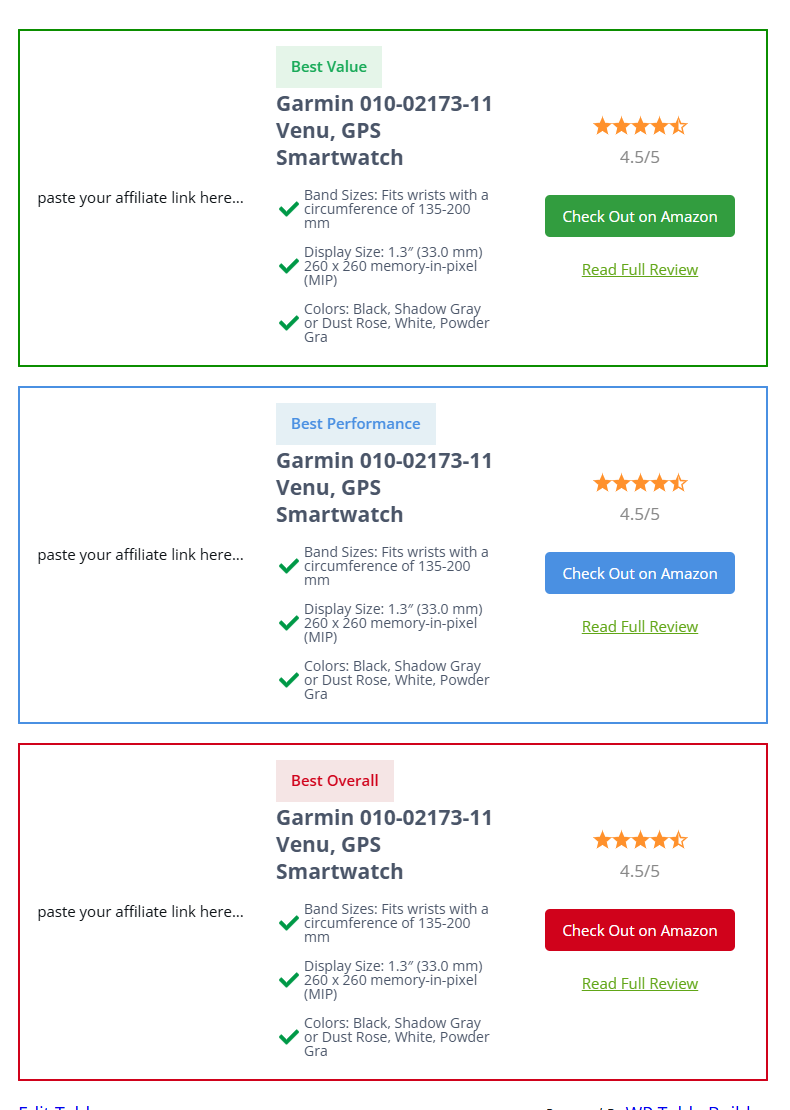 Best Value
Garmin 010-02173-11
Venu, GPS
Smartwatch
paste your affiliate link here...
Band Sizes: Fits wrists with a
circumference of 135-200
mm
Display Size: 1.3″ (33.0 mm)
260 x 260 memory-in-pixel
(MIP)
Colors: Black, Shadow Gray
or Dust Rose, White, Powder
Gra
4.5/5
Check Out on Amazon
Read Full Review
Best Performance
Garmin 010-02173-11
Venu, GPS
Smartwatch
paste your affiliate link here...
Band Sizes: Fits wrists with a
circumference of 135-200
mm
Display Size: 1.3″ (33.0 mm)
260 x 260 memory-in-pixel
(MIP)
Colors: Black, Shadow Gray
or Dust Rose, White, Powder
Gra
4.5/5
Check Out on Amazon
Read Full Review
Best Overall
Garmin 010-02173-11
Venu, GPS
Smartwatch
paste your affiliate link here...
Band Sizes: Fits wrists with a
circumference of 135-200
mm
Display Size: 1.3″ (33.0 mm)
260 x 260 memory-in-pixel
(MIP)
Colors: Black, Shadow Gray
or Dust Rose, White, Powder
Gra
4.5/5
Check Out on Amazon
Read Full Review